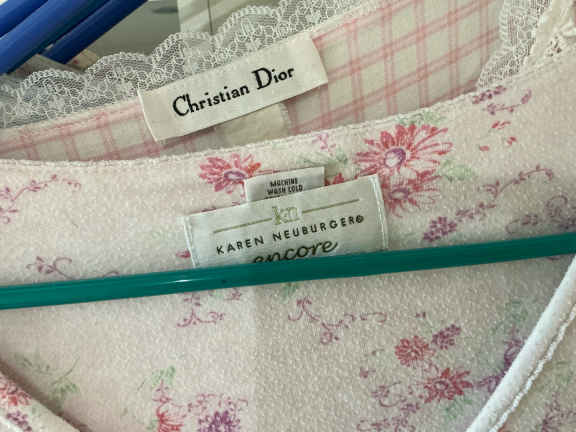 Christian Dior
MACHINE
WASH COLD
kn
KAREN NEUBURGER®
encore